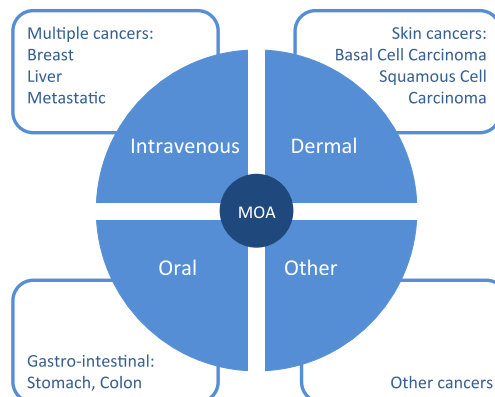 Multiple cancers:
Breast
Liver
Metastatic
Skin cancers:
Basal Cell Carcinoma
Squamous Cell
Carcinoma
Intravenous
Dermal
MOA
Oral
Other
Gastro-intestinal:
Stomach, Colon
Other cancers